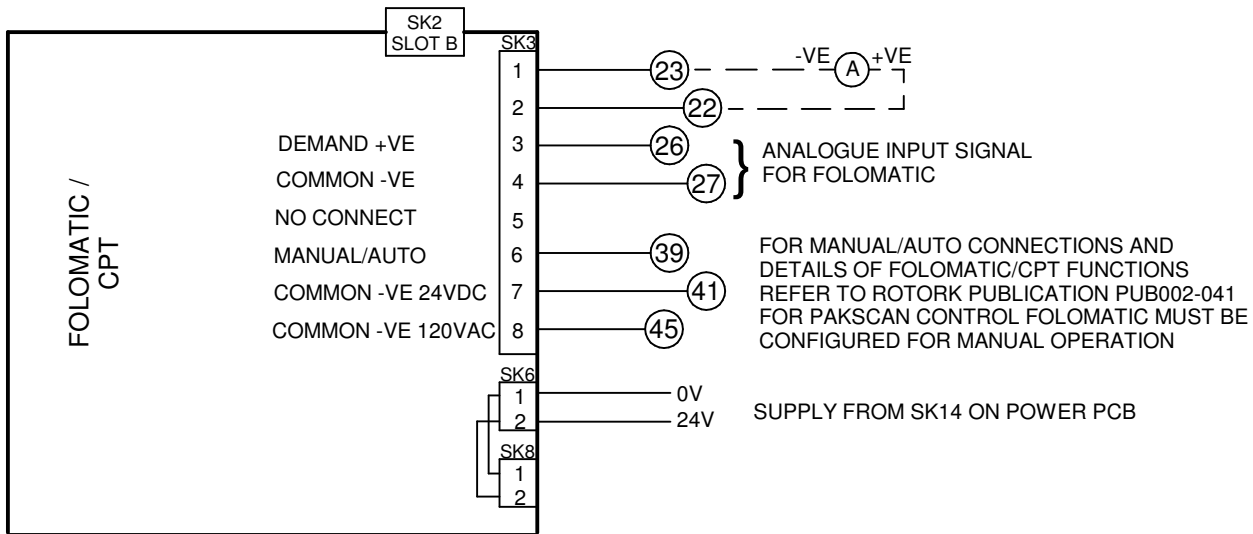 SK2
SLOT B
SK3
FOLOMATIC /
CPT
1
23
-VE
A
+VE
2
22
DEMAND +VE
3
26
COMMON -VE
4
27
}
ANALOGUE INPUT SIGNAL
FOR FOLOMATIC
NO CONNECT
5
MANUAL/AUTO
6
39
COMMON -VE 24VDC
7
41
COMMON -VE 120VAC
8
45
FOR MANUAL/AUTO CONNECTIONS AND
DETAILS OF FOLOMATIC/CPT FUNCTIONS
REFER TO ROTORK PUBLICATION PUB002-041
FOR PAKSCAN CONTROL FOLOMATIC MUST BE
CONFIGURED FOR MANUAL OPERATION
SK6
1
0V
2
24V
SUPPLY FROM SK14 ON POWER PCB
SK8
1
2